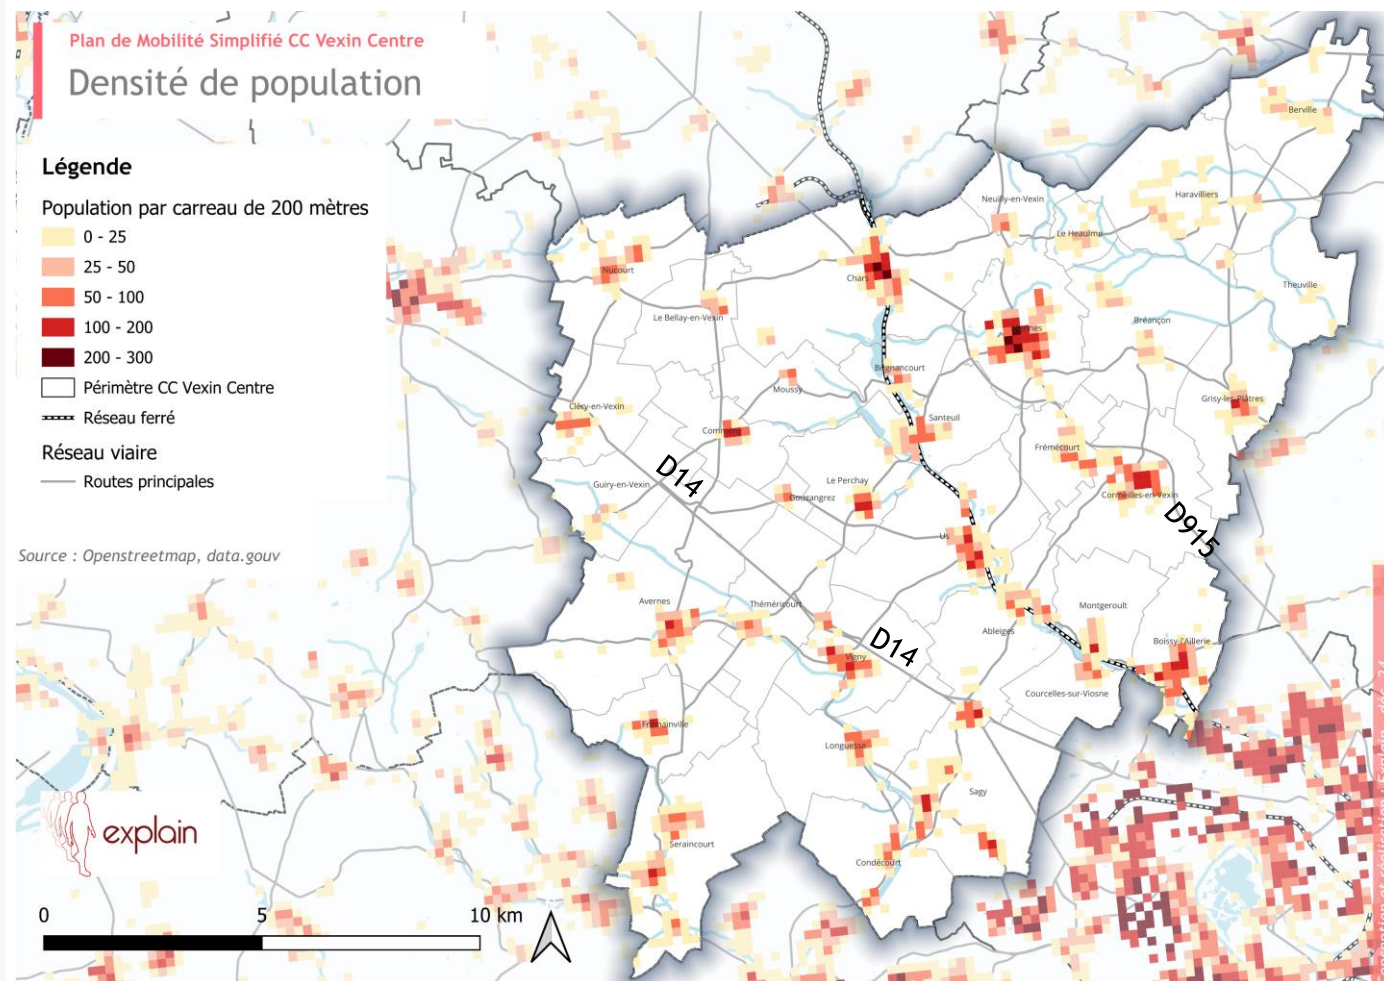 Plan de Mobilité Simplifié CC Vexin Centre
Densité de population
Légende
Population par carreau de 200 mètres
0 - 25
25 - 50
50 - 100
100 - 200
200 - 300
Périmètre CC Vexin Centre
Réseau ferré
Réseau viaire
Routes principales
Source : Openstreetmap, data.gouv
explain
0 5 10 km
Berville
Haravilliers
Neuilly-en-Vexin
Le Heaulme
Nucourt
Chars
Theuville
Le Bellay-en-Vexin
Bréançon
Brignancourt
Moussy
Grisy-les-Plâtres
Cléry-en-Vexin
Santeuil
Commeny
Frémécourt
D14
Le Perchay
Guiry-en-Vexin
Gouzangrez
Cormeilles-en-Vexin
D915
Us
Avernes
Théméricourt
Montgeroult
Ableiges
D14
Boissy-l'Aillerie
Vigny
Courcelles-sur-Viosne
Frémainville
Longuesse
Sagy
Seraincourt
Condécourt